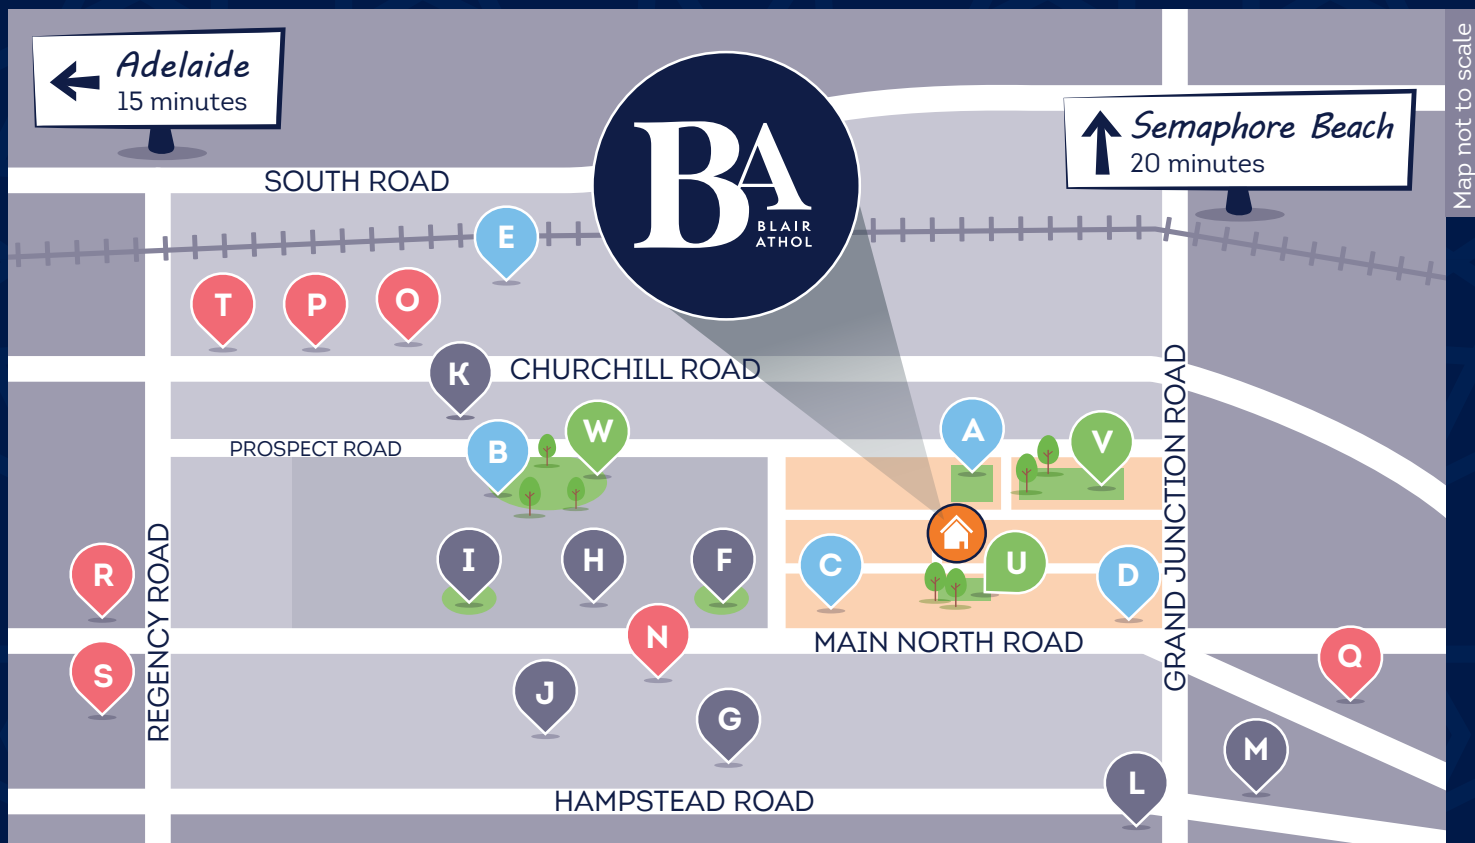 Adelaide
15 minutes
BA
BLAIR
ATHOL
Semaphore Beach
20 minutes
Map not to scale
SOUTH ROAD
E
T
P
O
K
CHURCHILL ROAD
PROSPECT ROAD
B
W
A
V
GRAND JUNCTION ROAD
REGENCY ROAD
R
I
H
F
C
U
D
N
MAIN NORTH ROAD
S
Q
J
G
M
L
HAMPSTEAD ROAD